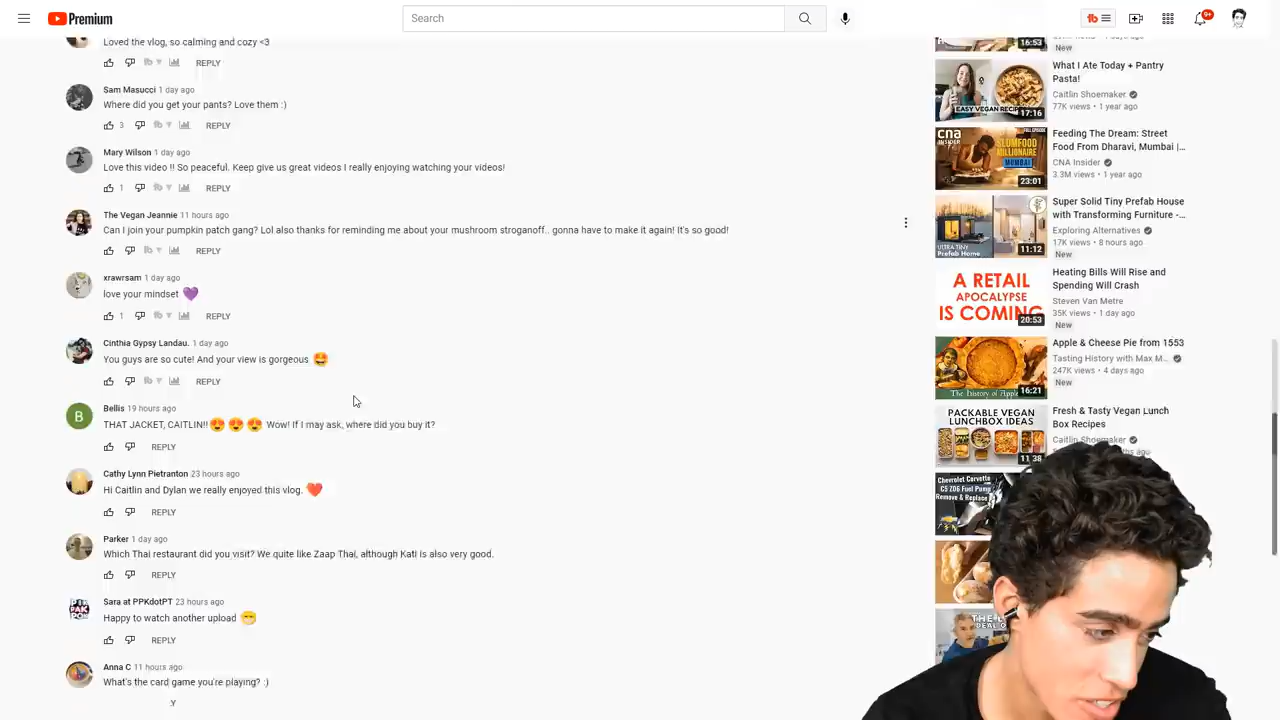 Premium
Search
9+
Loved the vlog, so calming and cozy <3
REPLY
Sam Masucci 1 day ago
Where did you get your pants? Love them :)
3 REPLY
Mary Wilson 1 day ago
Love this video !! So peaceful. Keep give us great videos I really enjoying watching your videos!
1 REPLY
The Vegan Jeannie 11 hours ago
Can I join your pumpkin patch gang? Lol also thanks for reminding me about your mushroom stroganoff.. gonna have to make it again! It's so good!
REPLY
xrawrsam 1 day ago
love your mindset 💜
1 REPLY
Cinthia Gypsy Landau. 1 day ago
You guys are so cute! And your view is gorgeous 🤩
REPLY
B
Bellis 19 hours ago
THAT JACKET, CAITLIN!!😍😍😍 Wow! If I may ask, where did you buy it?
REPLY
Cathy Lynn Pietranton 23 hours ago
Hi Caitlin and Dylan we really enjoyed this vlog. ❤️
REPLY
Parker 1 day ago
Which Thai restaurant did you visit? We quite like Zaap Thai, although Kati is also very good.
REPLY
Sara at PPKdotPT 23 hours ago
Happy to watch another upload 😁
REPLY
Anna C 11 hours ago
What's the card game you're playing? :)
16:53
New
What I Ate Today + Pantry
Pasta!
Caitlin Shoemaker
77K views • 1 year ago
EASY VEGAN RECIP
17:16
Feeding The Dream: Street
Food From Dharavi, Mumbai |...
CNA Insider
3.3M views • 1 year ago
cna
INSIDER
FULL EPISODE
SLUMFOOD
MILLIONAIRE
MUMBAI
23:01
Super Solid Tiny Prefab House
with Transforming Furniture -...
Exploring Alternatives
17K views • 8 hours ago
New
ULTRA-TINY
Prefab Home
11:12
Heating Bills Will Rise and
Spending Will Crash
Steven Van Metre
35K views • 1 day ago
New
A RETAIL
APOCALYPSE
IS COMING
20:53
Apple & Cheese Pie from 1553
Tasting History with Max M...
247K views • 4 days ago
New
The History of Apple
16:21
Fresh & Tasty Vegan Lunch
Box Recipes
Caitlin Shoemaker
PACKABLE VEGAN
LUNCHBOX IDEAS
11:38
Chevrolet Corvette
C5 Z06 Fuel Pump
Remove & Replace